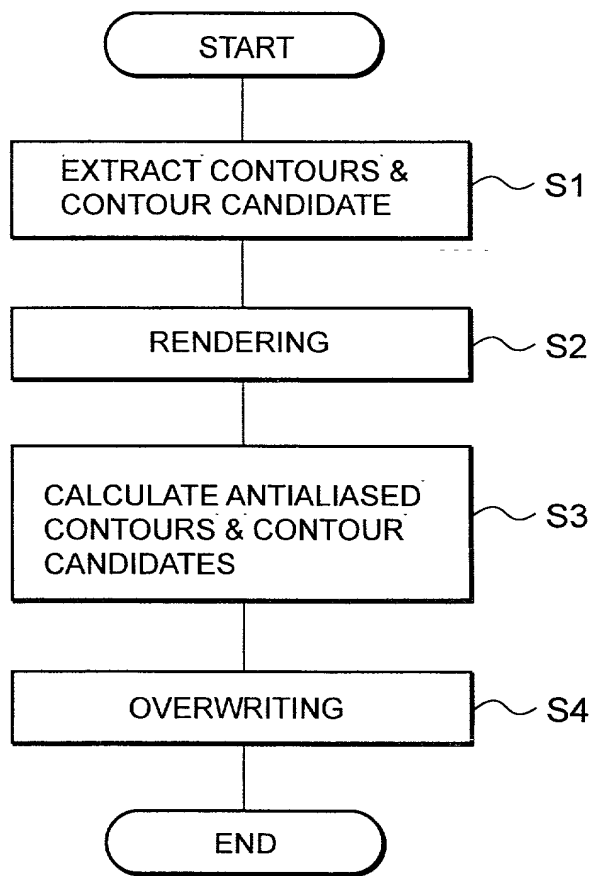 START
EXTRACT CONTOURS &
CONTOUR CANDIDATE
S1
RENDERING
S2
CALCULATE ANTIALIASED
CONTOURS & CONTOUR
CANDIDATES
S3
OVERWRITING
S4
END